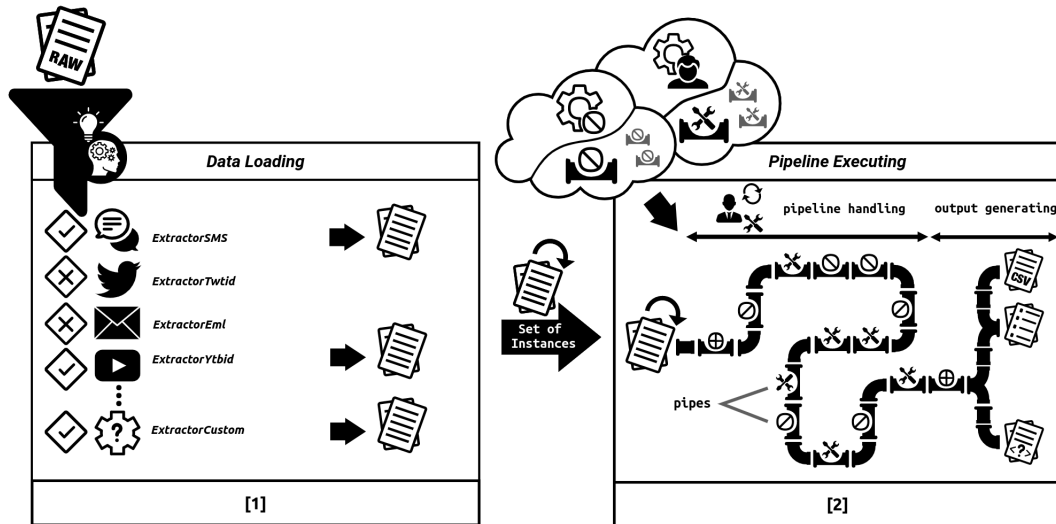 RAW
Data Loading
ExtractorSMS
ExtractorTwtid
ExtractorEml
ExtractorYtbid
?
ExtractorCustom
[1]
Set of
Instances
Pipeline Executing
pipeline handling
output generating
CSV
pipes
<?>
[2]